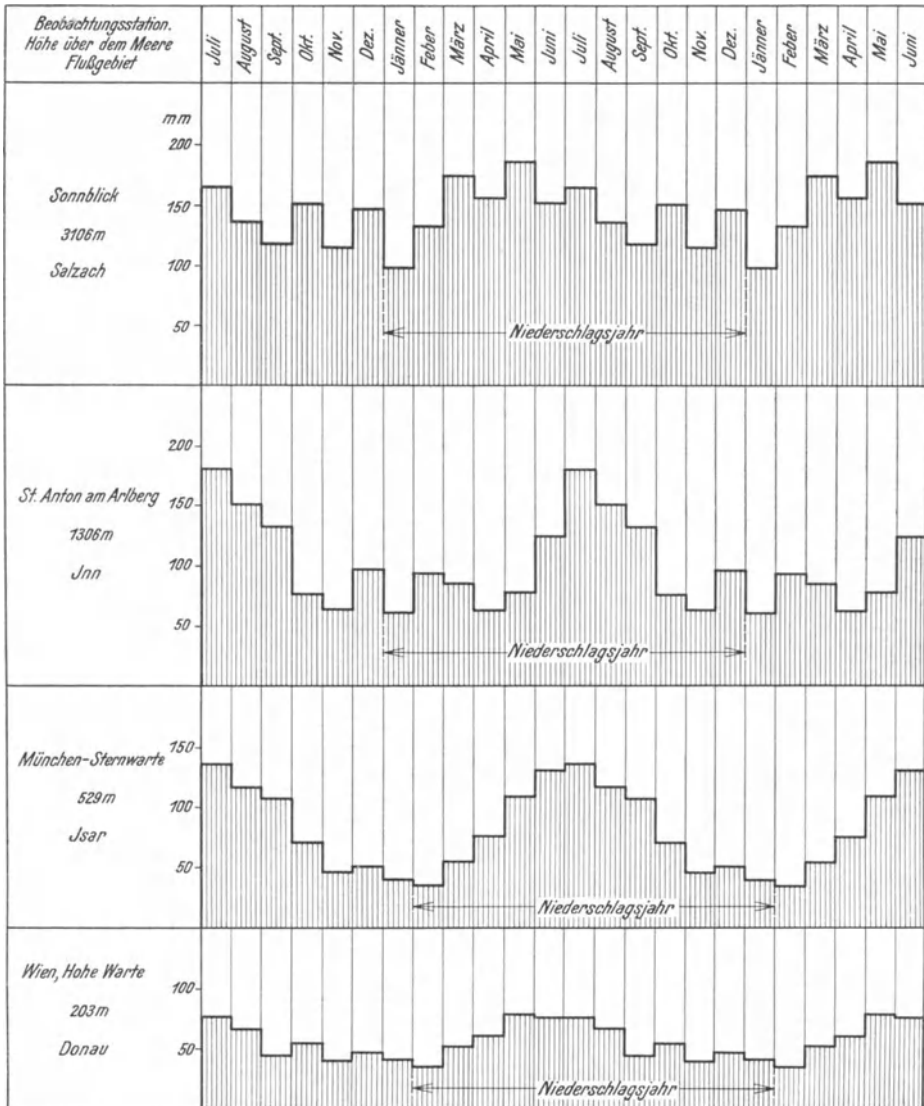 Beobachtungsstation.
Höhe über dem Meere
Flußgebiet
Juli
August
Sept.
Okt.
Nov.
Dez.
Jänner
Feber
März
April
Mai
Juni
Juli
August
Sept.
Okt.
Nov.
Dez.
Jänner
Feber
März
April
Mai
Juni
mm
200
150
100
50
Sonnblick
3106m
Salzach
Niederschlagsjahr
200
150
100
50
St. Anton am Arlberg
1306m
Jnn
Niederschlagsjahr
150
100
50
München-Sternwarte
529m
Jsar
Niederschlagsjahr
100
50
Wien, Hohe Warte
203m
Donau
Niederschlagsjahr